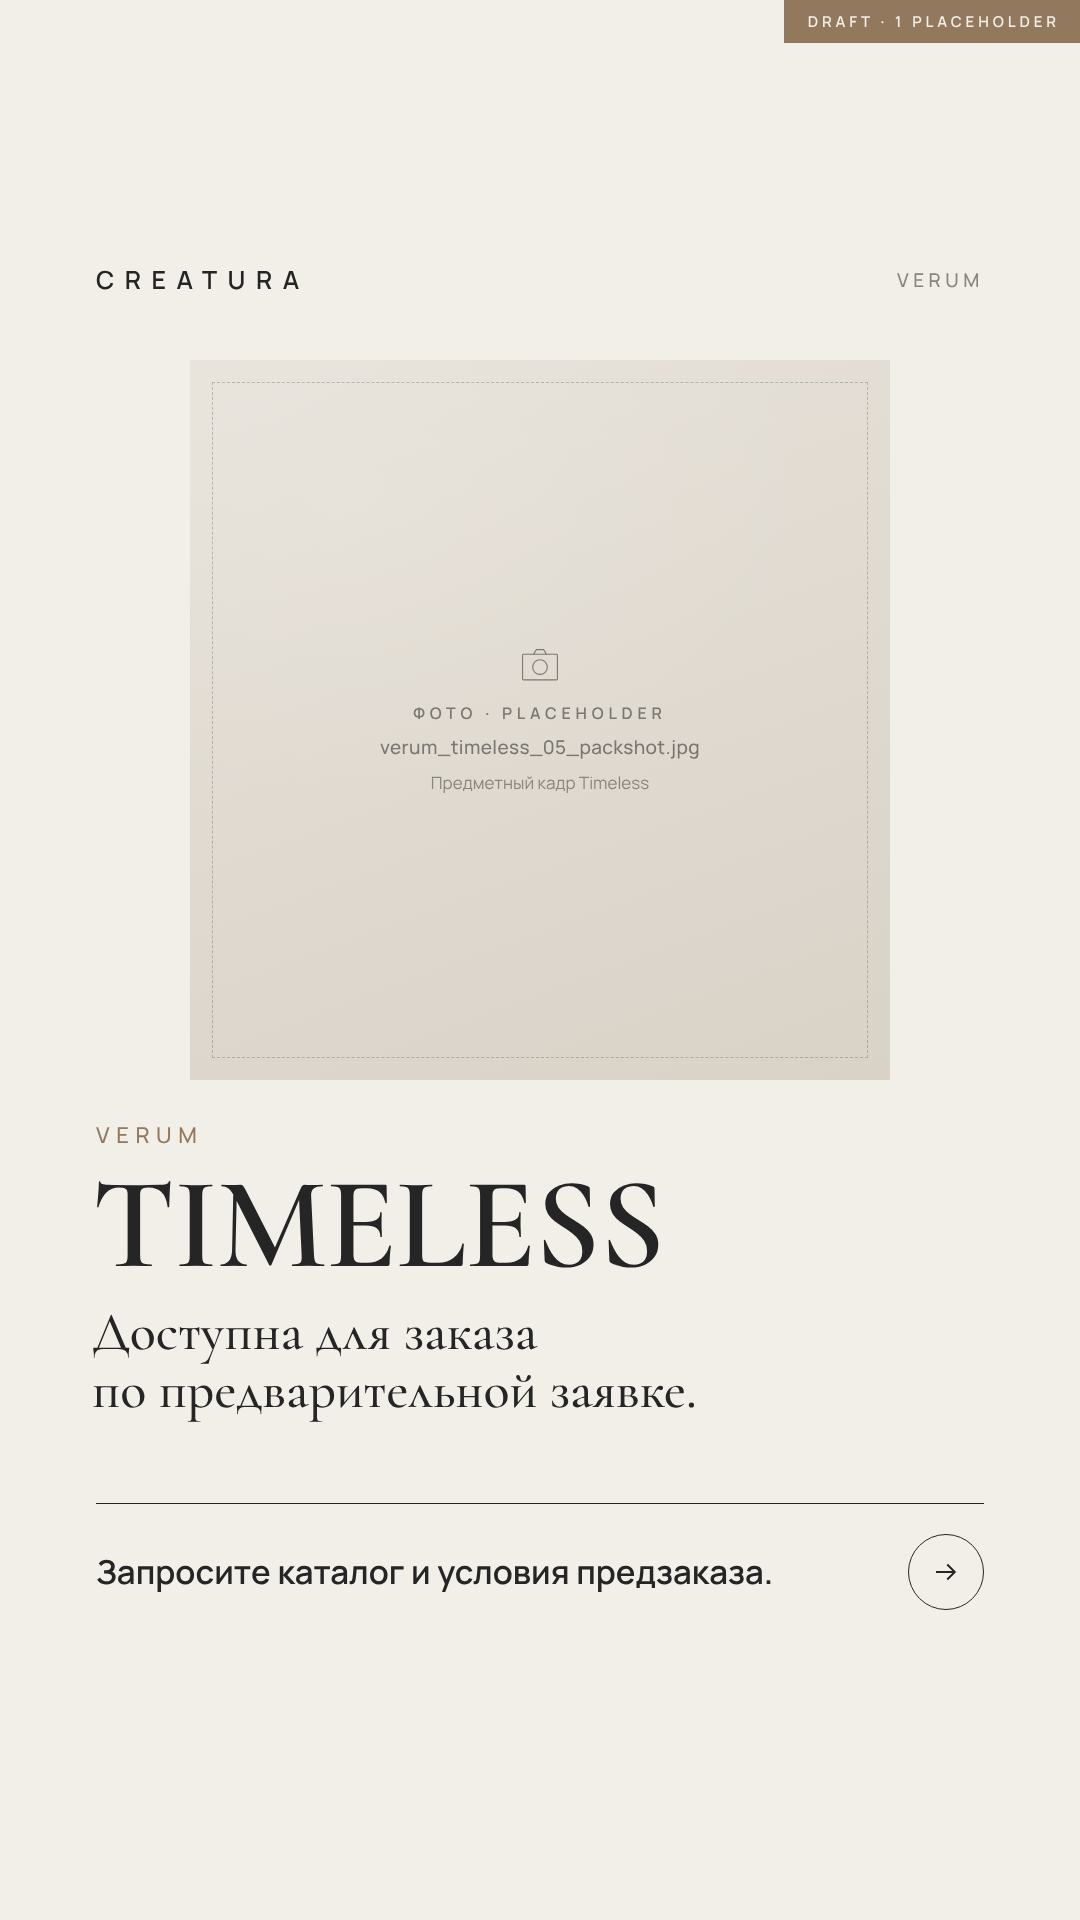 DRAFT · 1 PLACEHOLDER
CREATURA
VERUM
ФОТО · PLACEHOLDER
verum_timeless_05_packshot.jpg
Предметный кадр Timeless
VERUM
TIMELESS
Доступна для заказа
по предварительной заявке.
Запросите каталог и условия предзаказа.